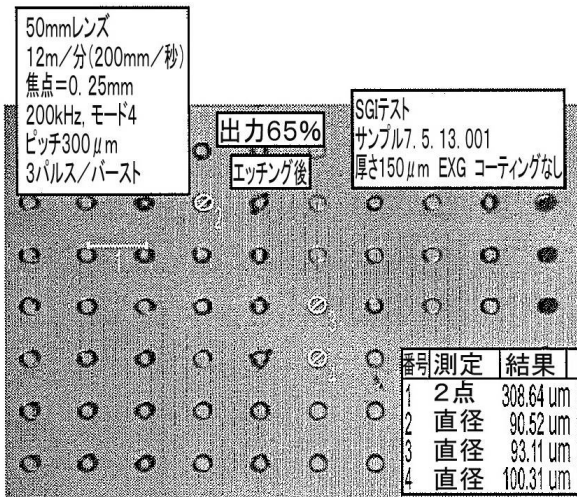 50mmレンズ
12m/分(200mm/秒)
焦点=0.25mm
200kHz,モード4
ピッチ300μm
3パルス/バースト
出力65%
エッチング後
SGIテスト
サンプル7.5.13.001
厚さ150μm EXG コーティングなし
1
2
3
4
番号 測定 結果
1 2点 308.64 um
2 直径 90.52 um
3 直径 93.11 um
4 直径 100.31 um